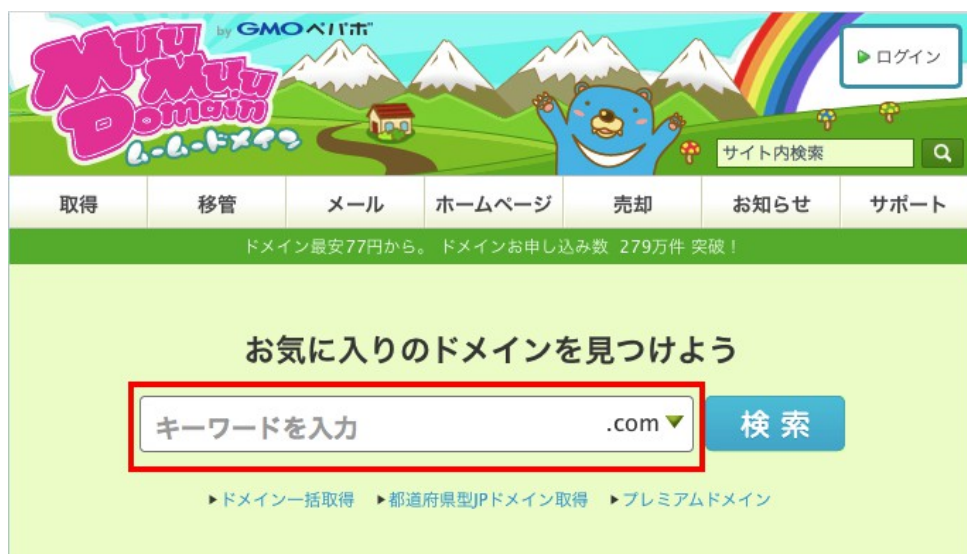 by GMOペパボ
MuuMuu
Domain
ムームードメイン
ログイン
サイト内検索
取得 移管 メール ホームページ 売却 お知らせ サポート
ドメイン最安77円から。 ドメインお申し込み数 279万件 突破！
お気に入りのドメインを見つけよう
キーワードを入力 .com 検索
ドメイン一括取得 都道府県型JPドメイン取得 プレミアムドメイン